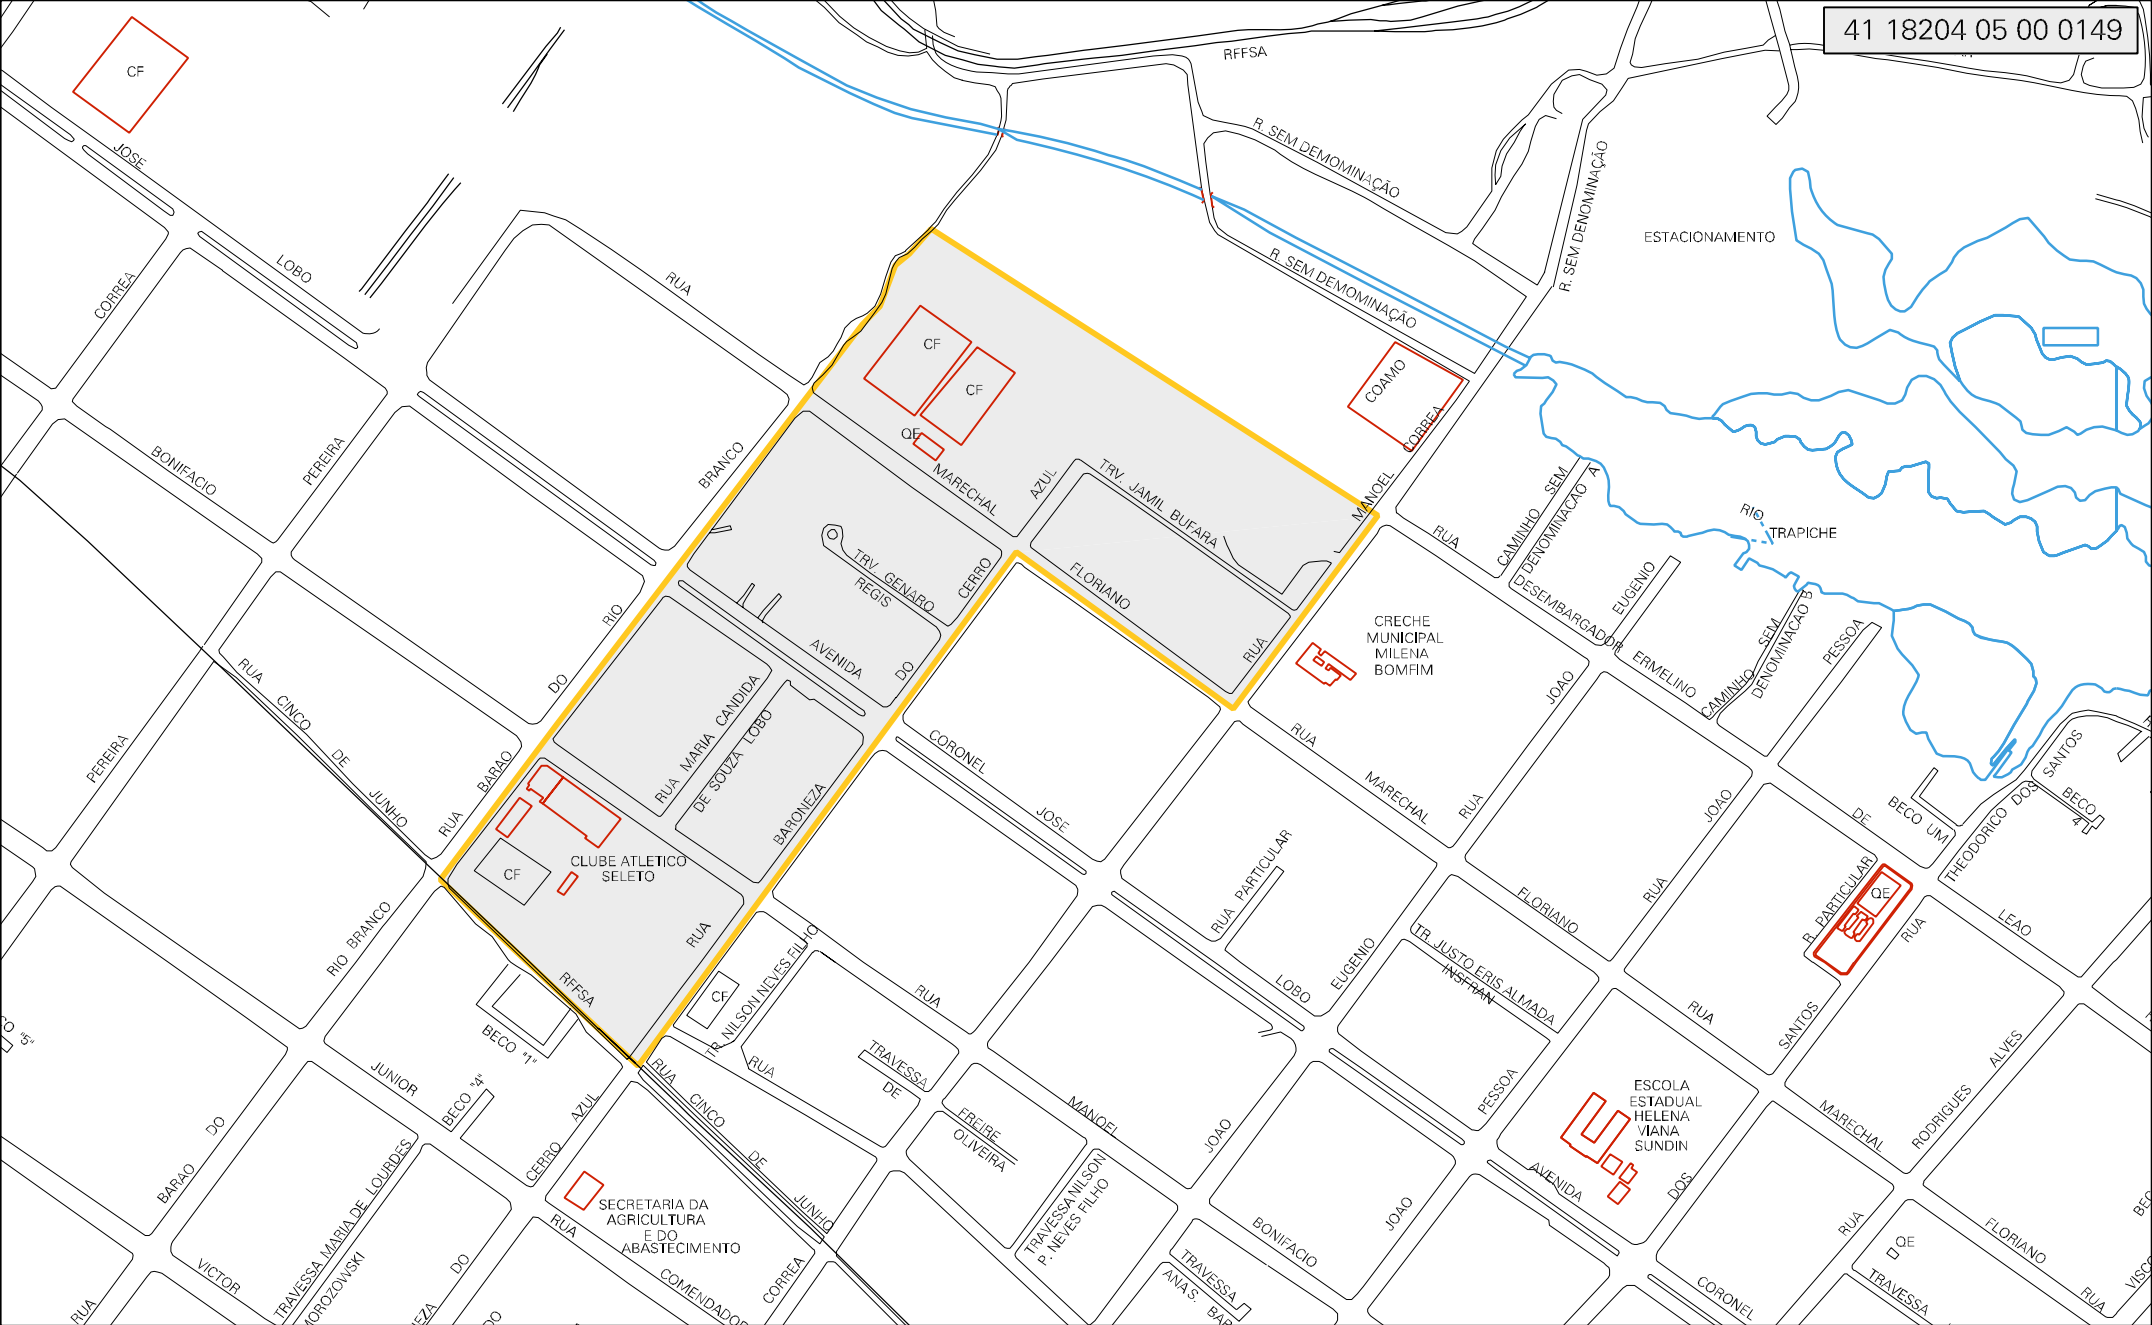 41 18204 05 00 0149
RFFSA
CF
JOSE
R. SEM DEMOMINAÇÃO
R. SEM DENOMINAÇÃO
ESTACIONAMENTO
LOBO
CORREA
RUA
R. SEM DEMOMINAÇÃO
CF
CF
COAMO
CORREA
QE
BONIFACIO
PEREIRA
BRANCO
MARECHAL
AZUL
TRV. JAMIL BUFARA
MANOEL
RUA
CAMINHO SEM
DENOMINACAO A
RIO
TRAPICHE
TRV. GENARO
REGIS
CERRO
FLORIANO
DESEMBARGADOR
EUGENIO
RIO
CRECHE
MUNICIPAL
MILENA
BOMFIM
RUA
AVENIDA
DO
DO
ERMELINO
CAMINHO SEM
DENOMINACAO B
PESSOA
RUA
CINCO
DE
JUNHO
PEREIRA
BARAO
RUA
RUA MARIA CANDIDA
DE SOUZA LOBO
CORONEL
JOSE
RUA
MARECHAL
JOAO
RUA
JOAO
DE
BECO UM
SANTOS
BECO
4
THEODORICO DOS
BARONEZA
CLUBE ATLETICO
SELETO
CF
RUA
RUA PARTICULAR
FLORIANO
RUA
R. PARTICULAR
QE
RUA
LEAO
RIO BRANCO
RFFSA
CF
TR. NILSON NEVES FILHO
RUA
LOBO
EUGENIO
TR. JUSTO ERIS ALMADA
INSFRAN
RUA
SANTOS
"5"
BECO "1"
JUNIOR
BECO "4"
AZUL
RUA
CINCO
DE
JUNHO
RUA
TRAVESSA
DE
FREIRE
OLIVEIRA
MANOEL
JOAO
PESSOA
ESCOLA
ESTADUAL
HELENA
VIANA
SUNDIN
MARECHAL
RODRIGUES
ALVES
DO
BARAO
CERRO
SECRETARIA DA
AGRICULTURA
E DO
ABASTECIMENTO
TRAVESSA NILSON
P. NEVES FILHO
AVENIDA
DOS
JOAO
RUA
BONIFACIO
QE
FLORIANO
RUA
VICTOR
TRAVESSA MARIA DE LOURDES
MOROZOWSKI
DO
RUA
COMENDADOR
CORREA
TRAVESSA
ANA S.
CORONEL
TRAVESSA
RUA